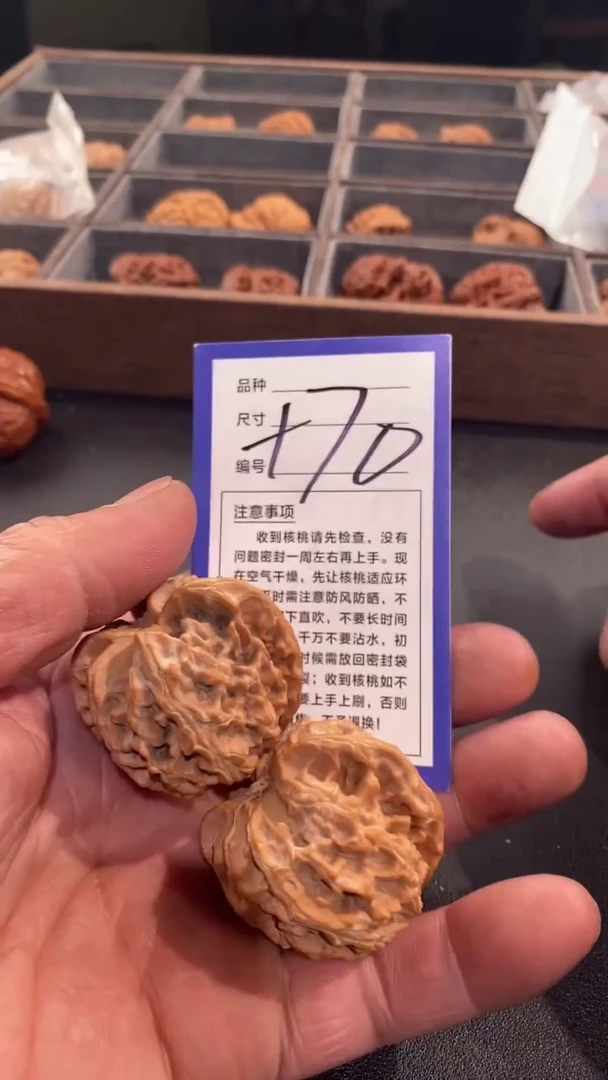 品种
尺寸
编号
170
注意事项
收到核桃请先检查，没有
问题密封一周左右再上手。现
在空气干燥，先让核桃适应环
时需注意防风防晒，不
下直吹，不要长时间
千万不要沾水，初
时候需放回密封袋
裂；收到核桃如不
要上手上刷，否则
不予退换！